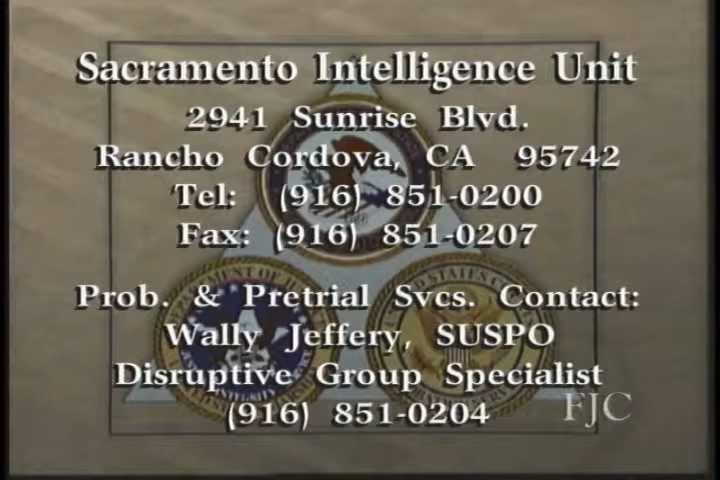 Sacramento Intelligence Unit
2941 Sunrise Blvd.
Rancho Cordova, CA 95742
Tel: (916) 851-0200
Fax: (916) 851-0207
Prob. & Pretrial Svcs. Contact:
Wally Jeffery, SUSPO
Disruptive Group Specialist
(916) 851-0204
FJC